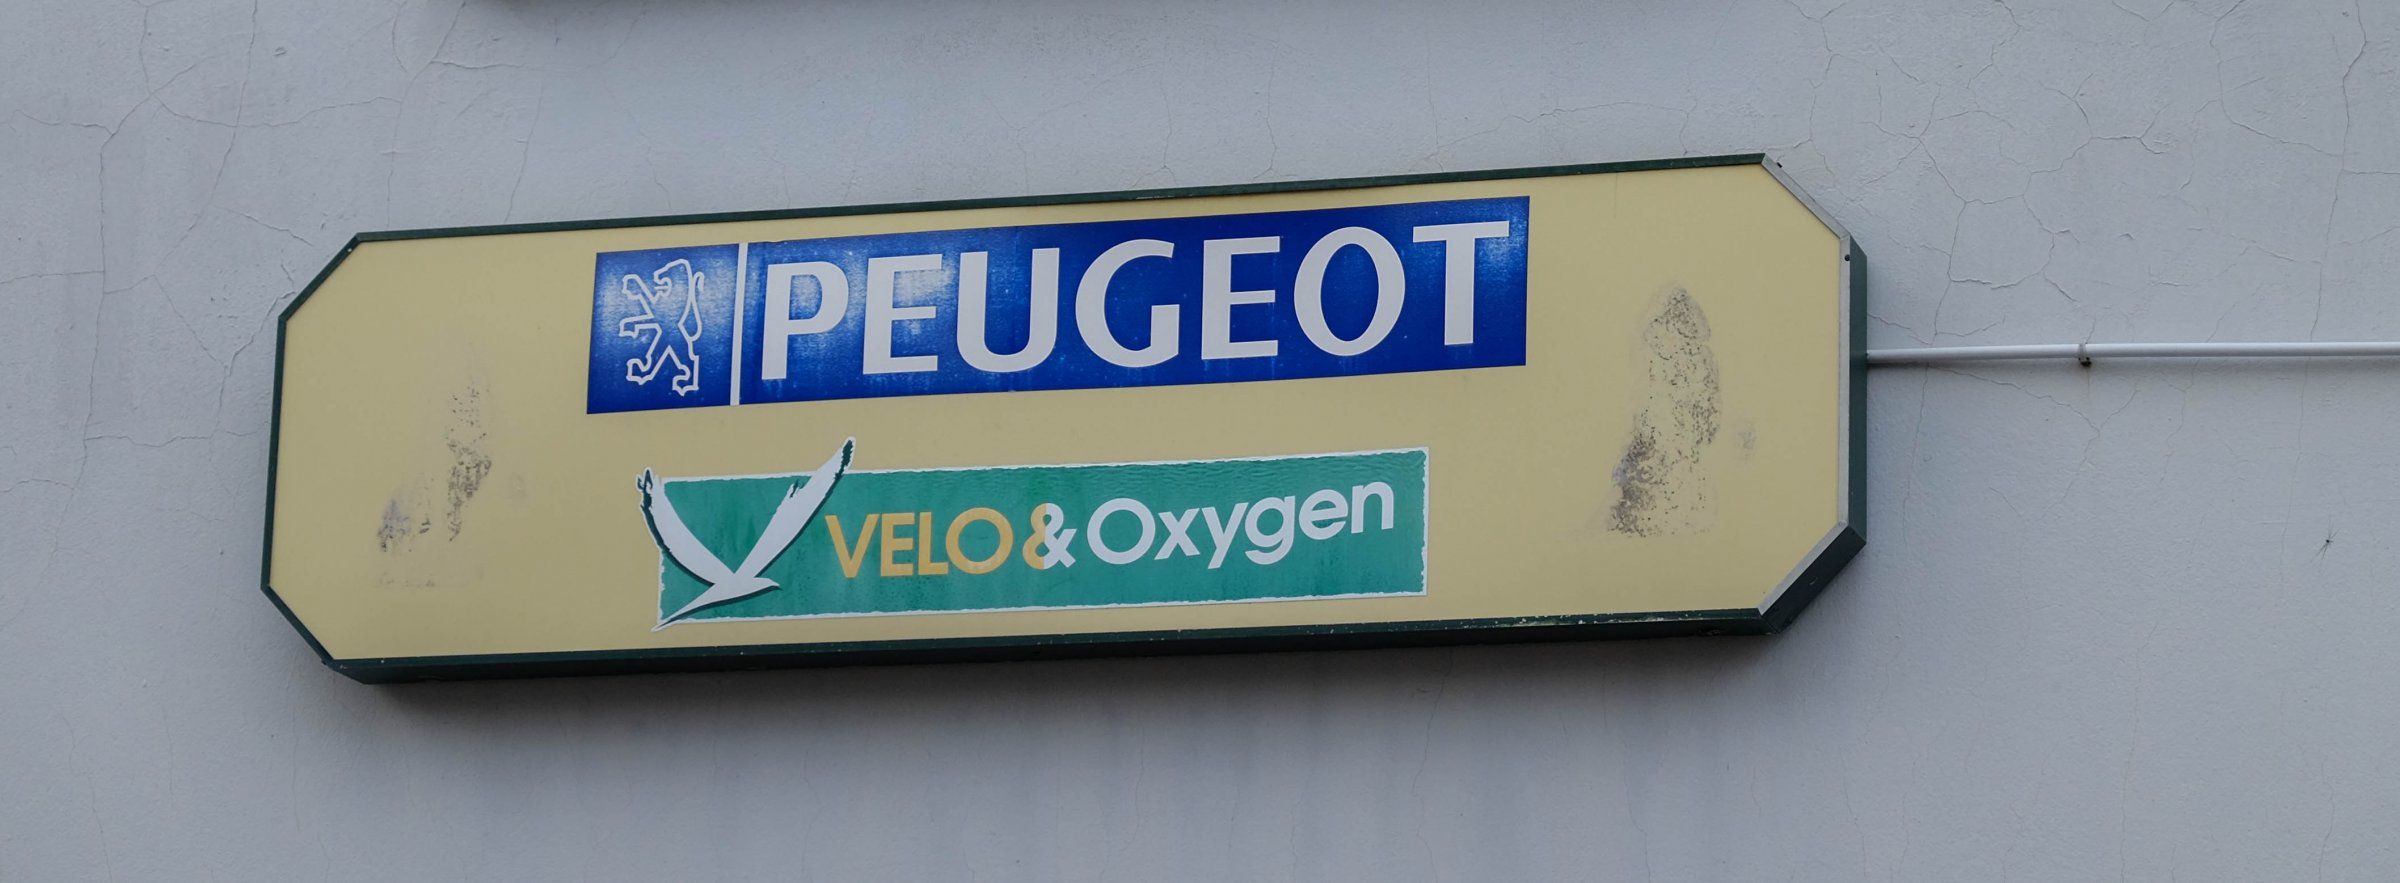 PEUGEOT
VELO & Oxygen